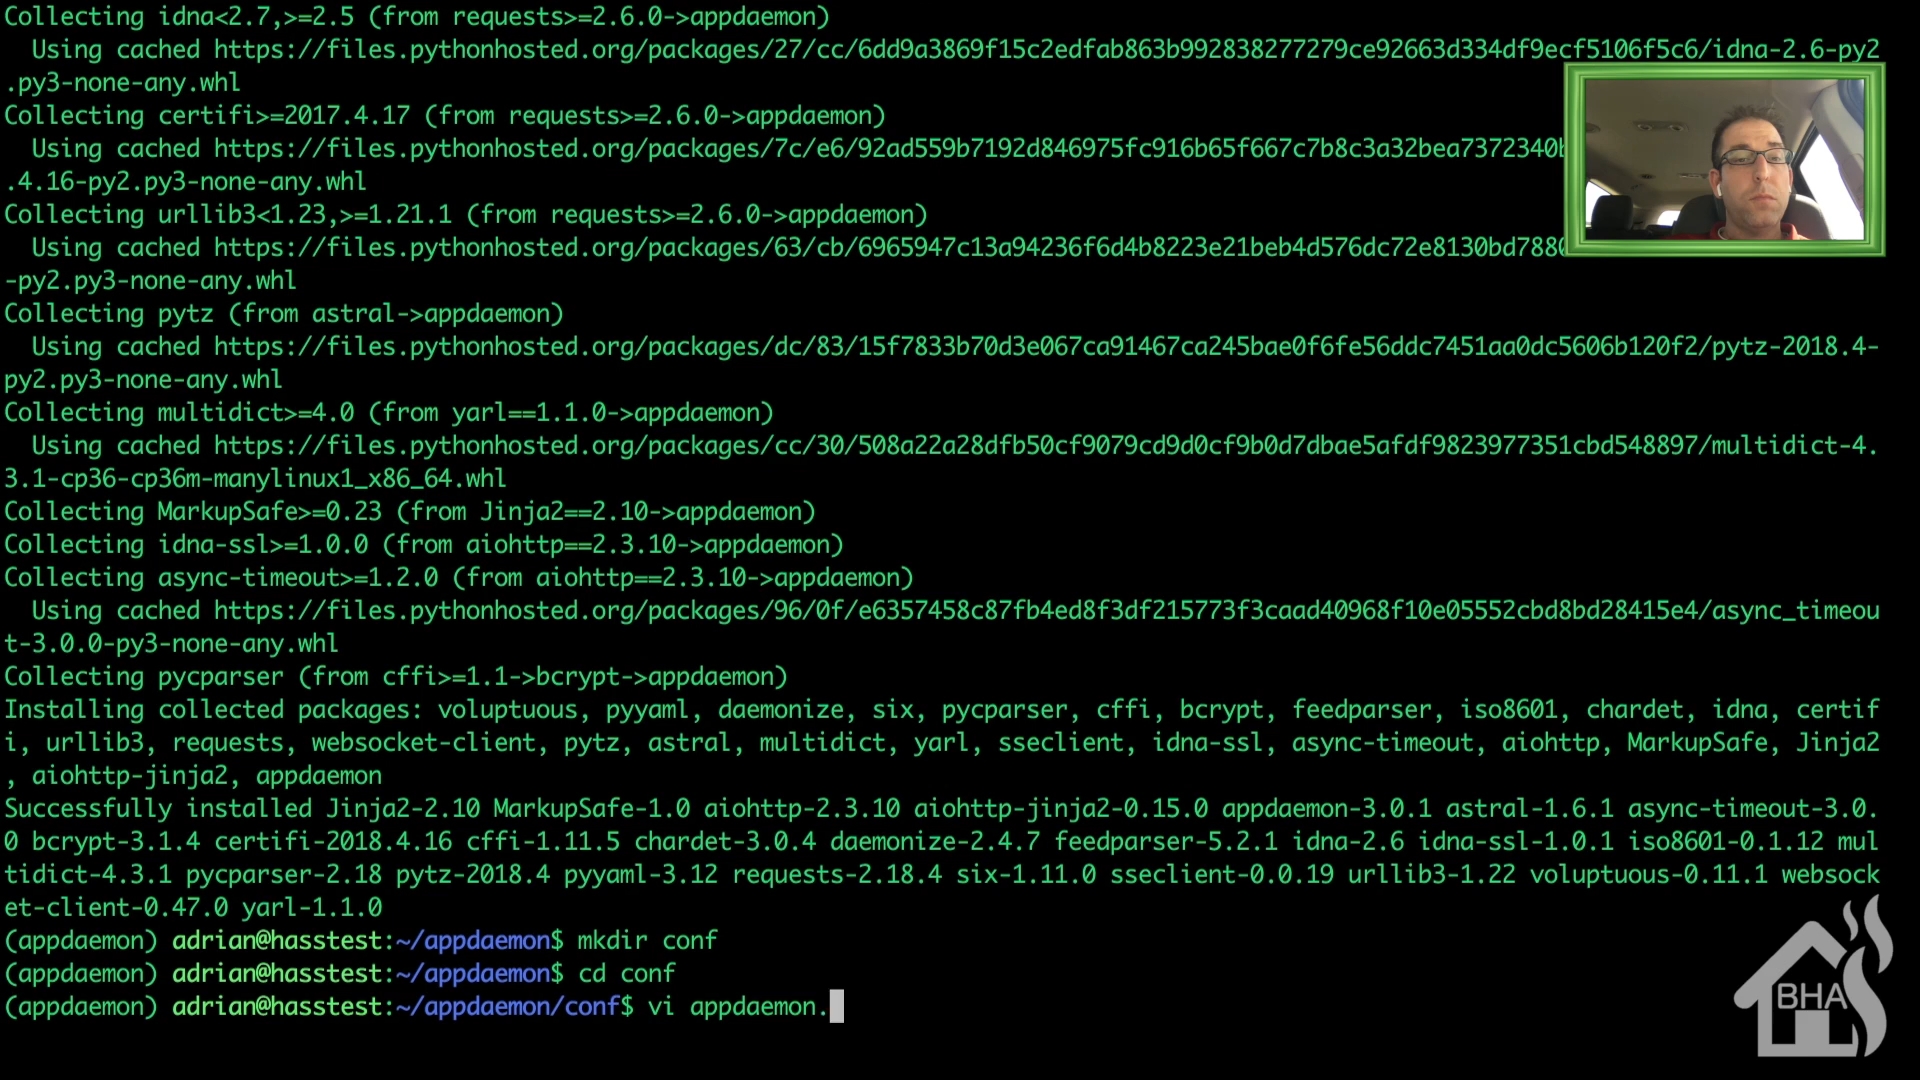 Collecting idna<2.7,>=2.5 (from requests>=2.6.0->appdaemon)
  Using cached https://files.pythonhosted.org/packages/27/cc/6dd9a3869f15c2edfab863b992838277279ce92663d334df9ecf5106f5c6/idna-2.6-py2
.py3-none-any.whl
Collecting certifi>=2017.4.17 (from requests>=2.6.0->appdaemon)
  Using cached https://files.pythonhosted.org/packages/7c/e6/92ad559b7192d846975fc916b65f667c7b8c3a32bea7372340b
.4.16-py2.py3-none-any.whl
Collecting urllib3<1.23,>=1.21.1 (from requests>=2.6.0->appdaemon)
  Using cached https://files.pythonhosted.org/packages/63/cb/6965947c13a94236f6d4b8223e21beb4d576dc72e8130bd7880
-py2.py3-none-any.whl
Collecting pytz (from astral->appdaemon)
  Using cached https://files.pythonhosted.org/packages/dc/83/15f7833b70d3e067ca91467ca245bae0f6fe56ddc7451aa0dc5606b120f2/pytz-2018.4-
py2.py3-none-any.whl
Collecting multidict>=4.0 (from yarl==1.1.0->appdaemon)
  Using cached https://files.pythonhosted.org/packages/cc/30/508a22a28dfb50cf9079cd9d0cf9b0d7dbae5afdf9823977351cbd548897/multidict-4.
3.1-cp36-cp36m-manylinux1_x86_64.whl
Collecting MarkupSafe>=0.23 (from Jinja2==2.10->appdaemon)
Collecting idna-ssl>=1.0.0 (from aiohttp==2.3.10->appdaemon)
Collecting async-timeout>=1.2.0 (from aiohttp==2.3.10->appdaemon)
  Using cached https://files.pythonhosted.org/packages/96/0f/e6357458c87fb4ed8f3df215773f3caad40968f10e05552cbd8bd28415e4/async_timeou
t-3.0.0-py3-none-any.whl
Collecting pycparser (from cffi>=1.1->bcrypt->appdaemon)
Installing collected packages: voluptuous, pyyaml, daemonize, six, pycparser, cffi, bcrypt, feedparser, iso8601, chardet, idna, certif
i, urllib3, requests, websocket-client, pytz, astral, multidict, yarl, sseclient, idna-ssl, async-timeout, aiohttp, MarkupSafe, Jinja2
, aiohttp-jinja2, appdaemon
Successfully installed Jinja2-2.10 MarkupSafe-1.0 aiohttp-2.3.10 aiohttp-jinja2-0.15.0 appdaemon-3.0.1 astral-1.6.1 async-timeout-3.0.
0 bcrypt-3.1.4 certifi-2018.4.16 cffi-1.11.5 chardet-3.0.4 daemonize-2.4.7 feedparser-5.2.1 idna-2.6 idna-ssl-1.0.1 iso8601-0.1.12 mul
tidict-4.3.1 pycparser-2.18 pytz-2018.4 pyyaml-3.12 requests-2.18.4 six-1.11.0 sseclient-0.0.19 urllib3-1.22 voluptuous-0.11.1 websock
et-client-0.47.0 yarl-1.1.0
(appdaemon) adrian@hasstest:~/appdaemon$ mkdir conf
(appdaemon) adrian@hasstest:~/appdaemon$ cd conf
(appdaemon) adrian@hasstest:~/appdaemon/conf$ vi appdaemon.
BHA